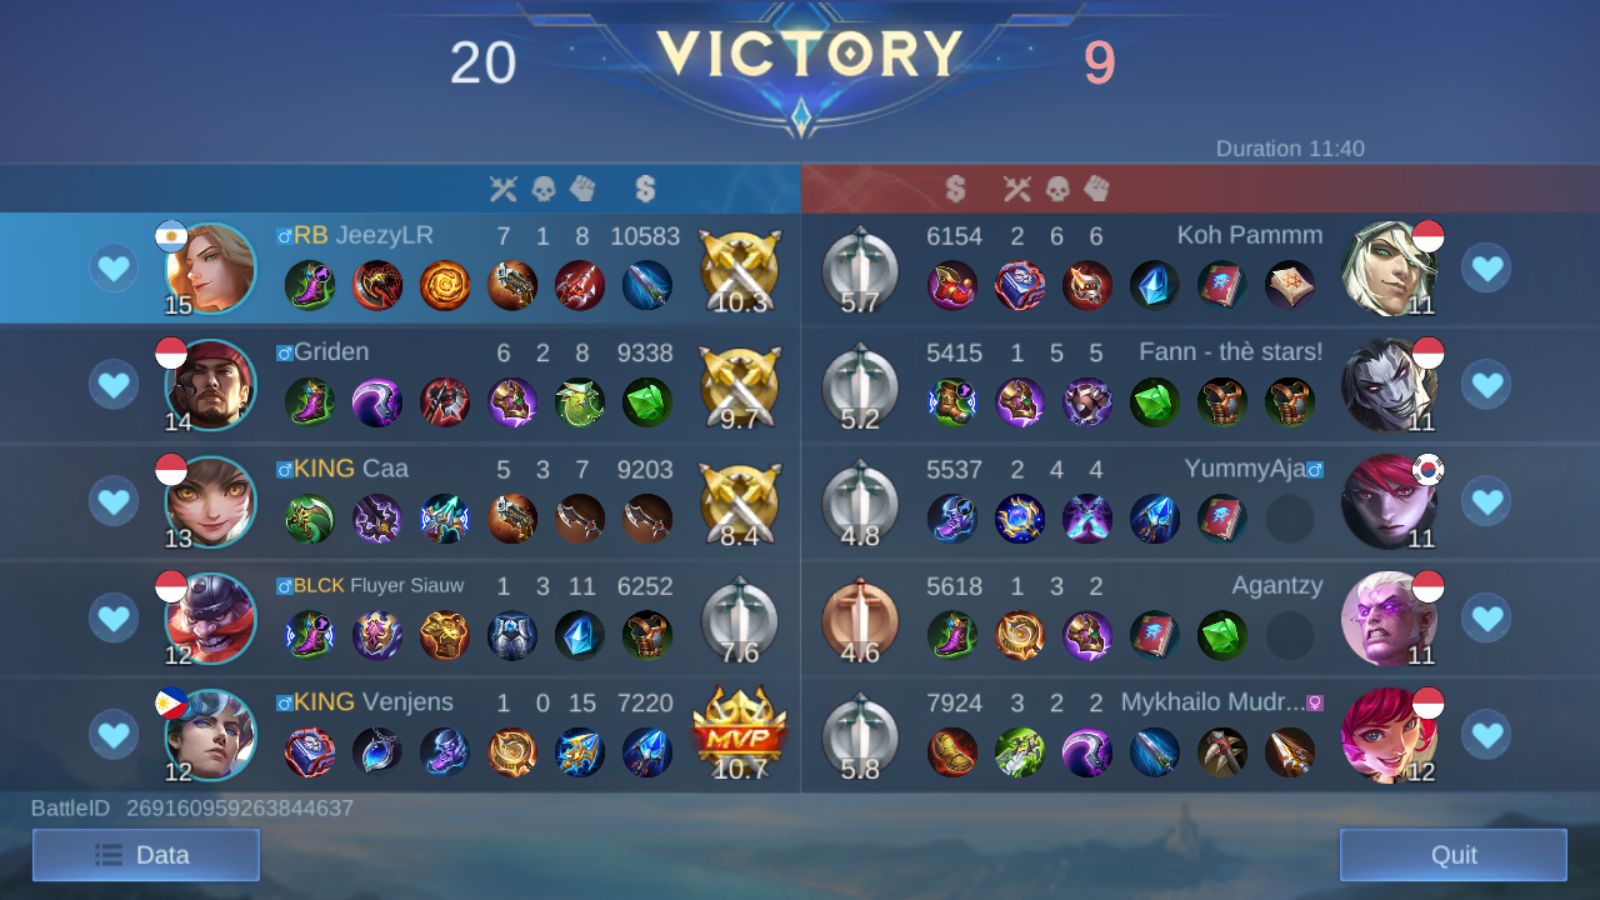 20 VICTORY 9
Duration 11:40
RB JeezyLR 7 1 8 10583
15 10.3
6154 2 6 6 Koh Pammm
5.7 11
Griden 6 2 8 9338
14 9.7
5415 1 5 5 Fann - thè stars!
5.2 11
KING Caa 5 3 7 9203
13 8.4
5537 2 4 4 YummyAja
4.8 11
BLCK Fluyer Siauw 1 3 11 6252
12 7.6
5618 1 3 2 Agantzy
4.6 11
KING Venjens 1 0 15 7220
MVP
12 10.7
7924 3 2 2 Mykhailo Mudr...
5.8 12
BattleID 269160959263844637
Data
Quit